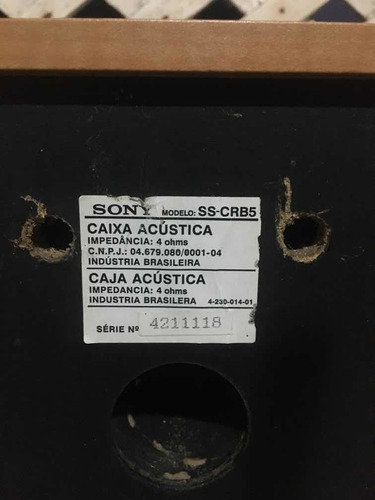 SONY MODELO: SS-CRB5
CAIXA ACÚSTICA
IMPEDÂNCIA: 4 ohms
C.N.P.J.: 04.679.080/0001-04
INDÚSTRIA BRASILEIRA
CAJA ACÚSTICA
IMPEDANCIA: 4 ohms
INDUSTRIA BRASILERA 4-230-014-01
SÉRIE Nº 4211118